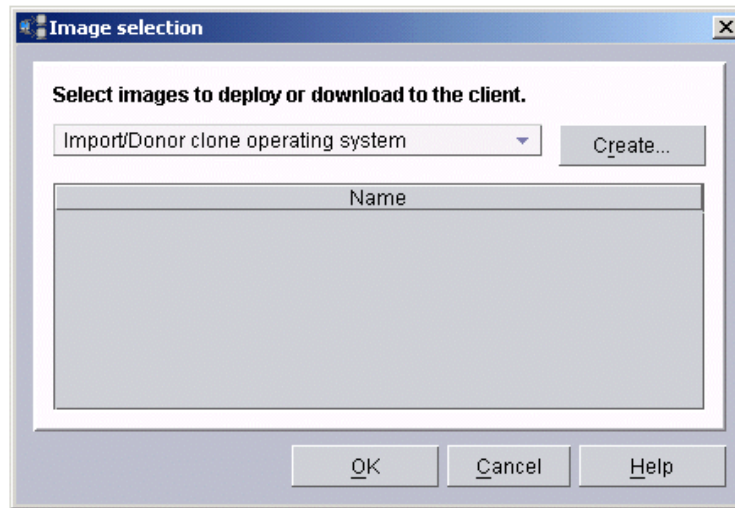 Image selection
Select images to deploy or download to the client.
Import/Donor clone operating system
Create...
Name
OK
Cancel
Help